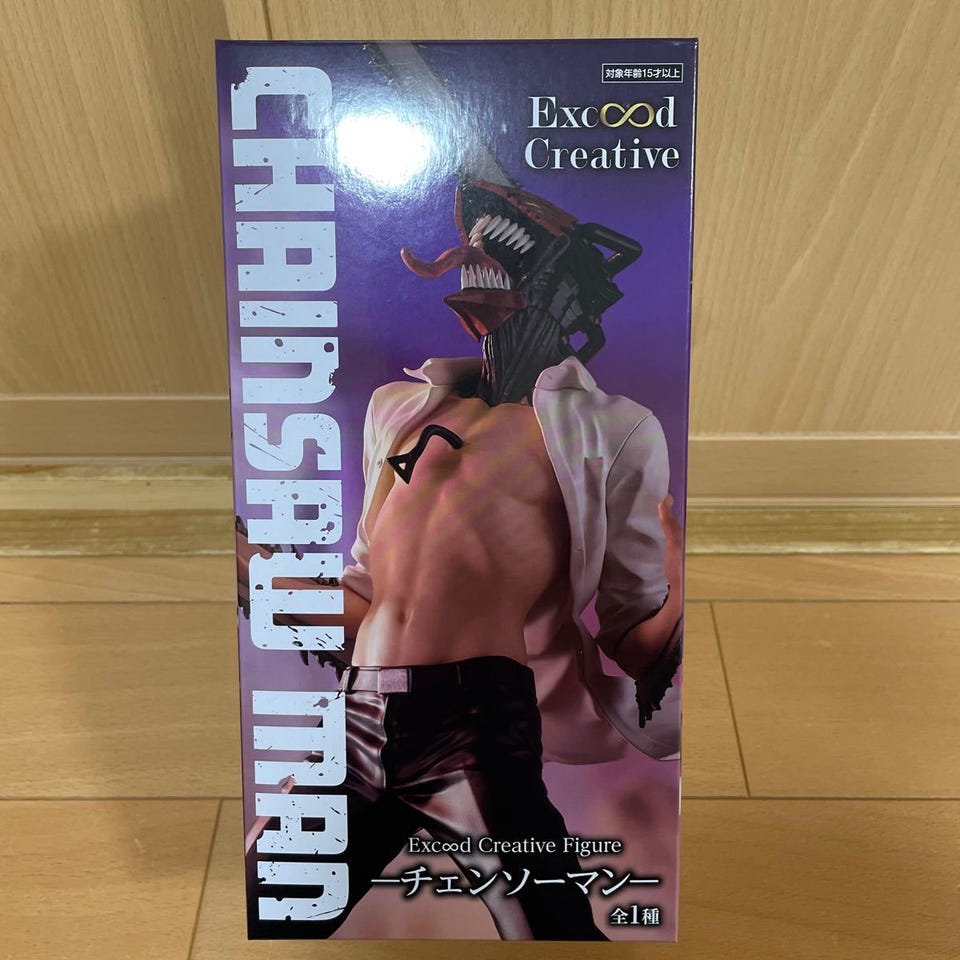 CHAINSAW MAN
対象年齢15才以上
Exc∞d
Creative
Exc∞d Creative Figure
ーチェンソーマンー
全1種